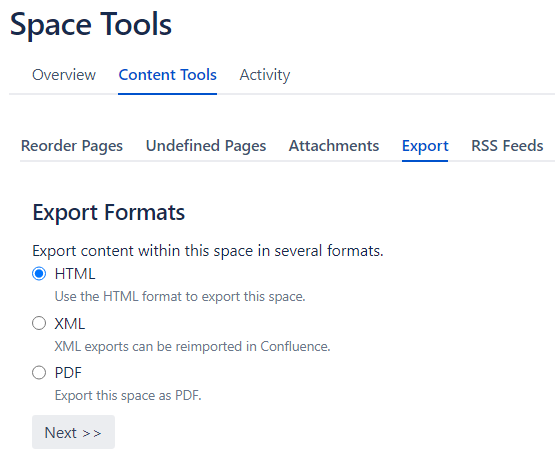 Space Tools
Overview Content Tools Activity
Reorder Pages Undefined Pages Attachments Export RSS Feeds
Export Formats
Export content within this space in several formats.
HTML
Use the HTML format to export this space.
XML
XML exports can be reimported in Confluence.
PDF
Export this space as PDF.
Next >>